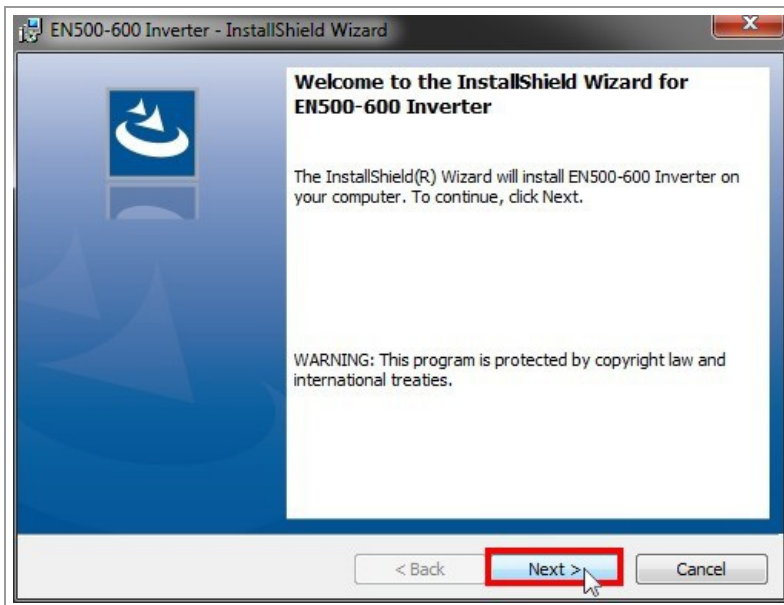 EN500-600 Inverter - InstallShield Wizard
Welcome to the InstallShield Wizard for
EN500-600 Inverter
The InstallShield(R) Wizard will install EN500-600 Inverter on
your computer. To continue, click Next.
WARNING: This program is protected by copyright law and
international treaties.
< Back Next > Cancel